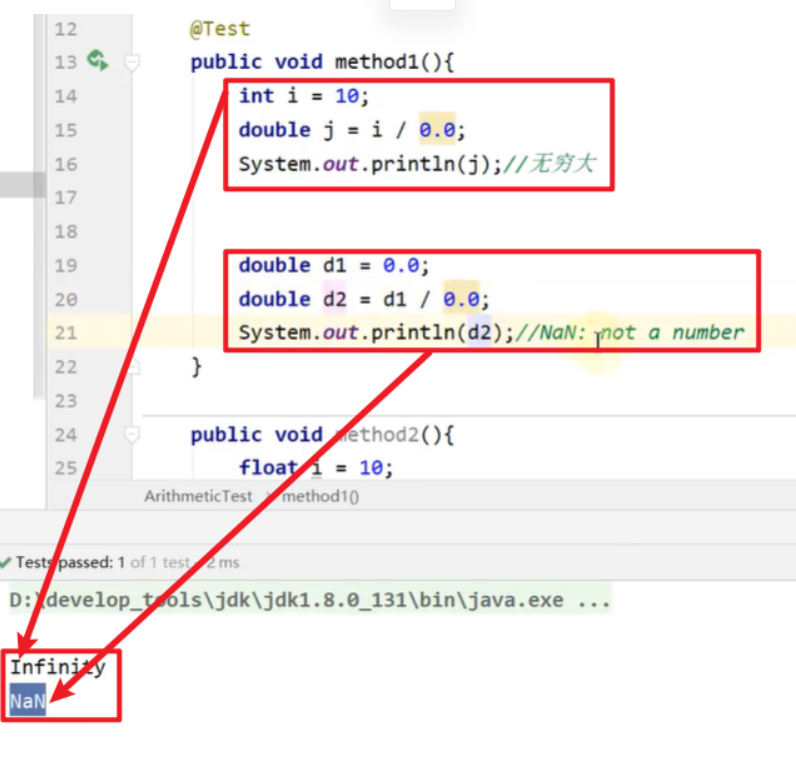 12 @Test
13 public void method1(){
14 int i = 10;
15 double j = i / 0.0;
16 System.out.println(j);//无穷大
17
18
19 double d1 = 0.0;
20 double d2 = d1 / 0.0;
21 System.out.println(d2);//NaN: not a number
22 }
23
24 public void method2(){
25 float i = 10;
ArithmeticTest method1()
Tests passed: 1 of 1 test - 2 ms
D:\develop_tools\jdk\jdk1.8.0_131\bin\java.exe ...
Infinity
NaN